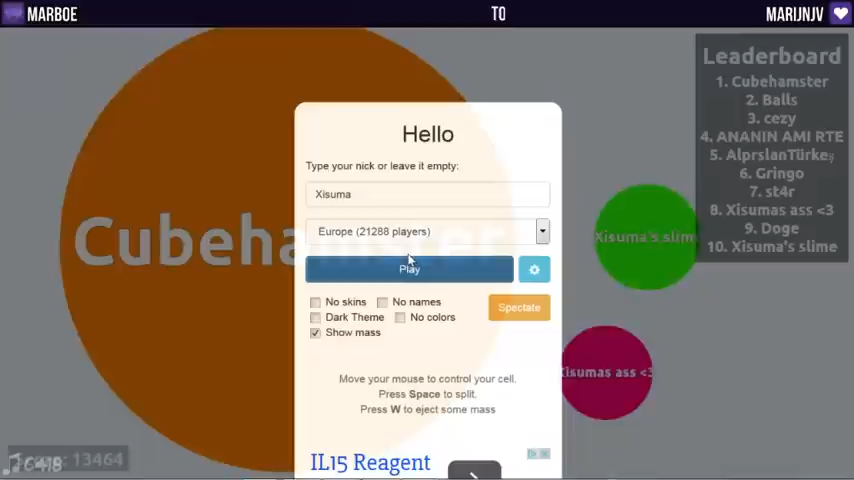 MARBOE
TO
MARIJNJV
Leaderboard
1. Cubehamster
2. Balls
3. cezy
4. ANANIN AMI RTE
5. AlprslanTürkeş
6. Gringo
7. st4r
8. Xisumas ass <3
9. Doge
10. Xisuma's slime
Hello
Type your nick or leave it empty:
Xisuma
Europe (21288 players)
Play
No skins
No names
Dark Theme
No colors
Show mass
Spectate
Move your mouse to control your cell.
Press Space to split.
Press W to eject some mass
IL15 Reagent
Cubehamster
Xisuma's slim
Xisumas ass <3
13464
C418